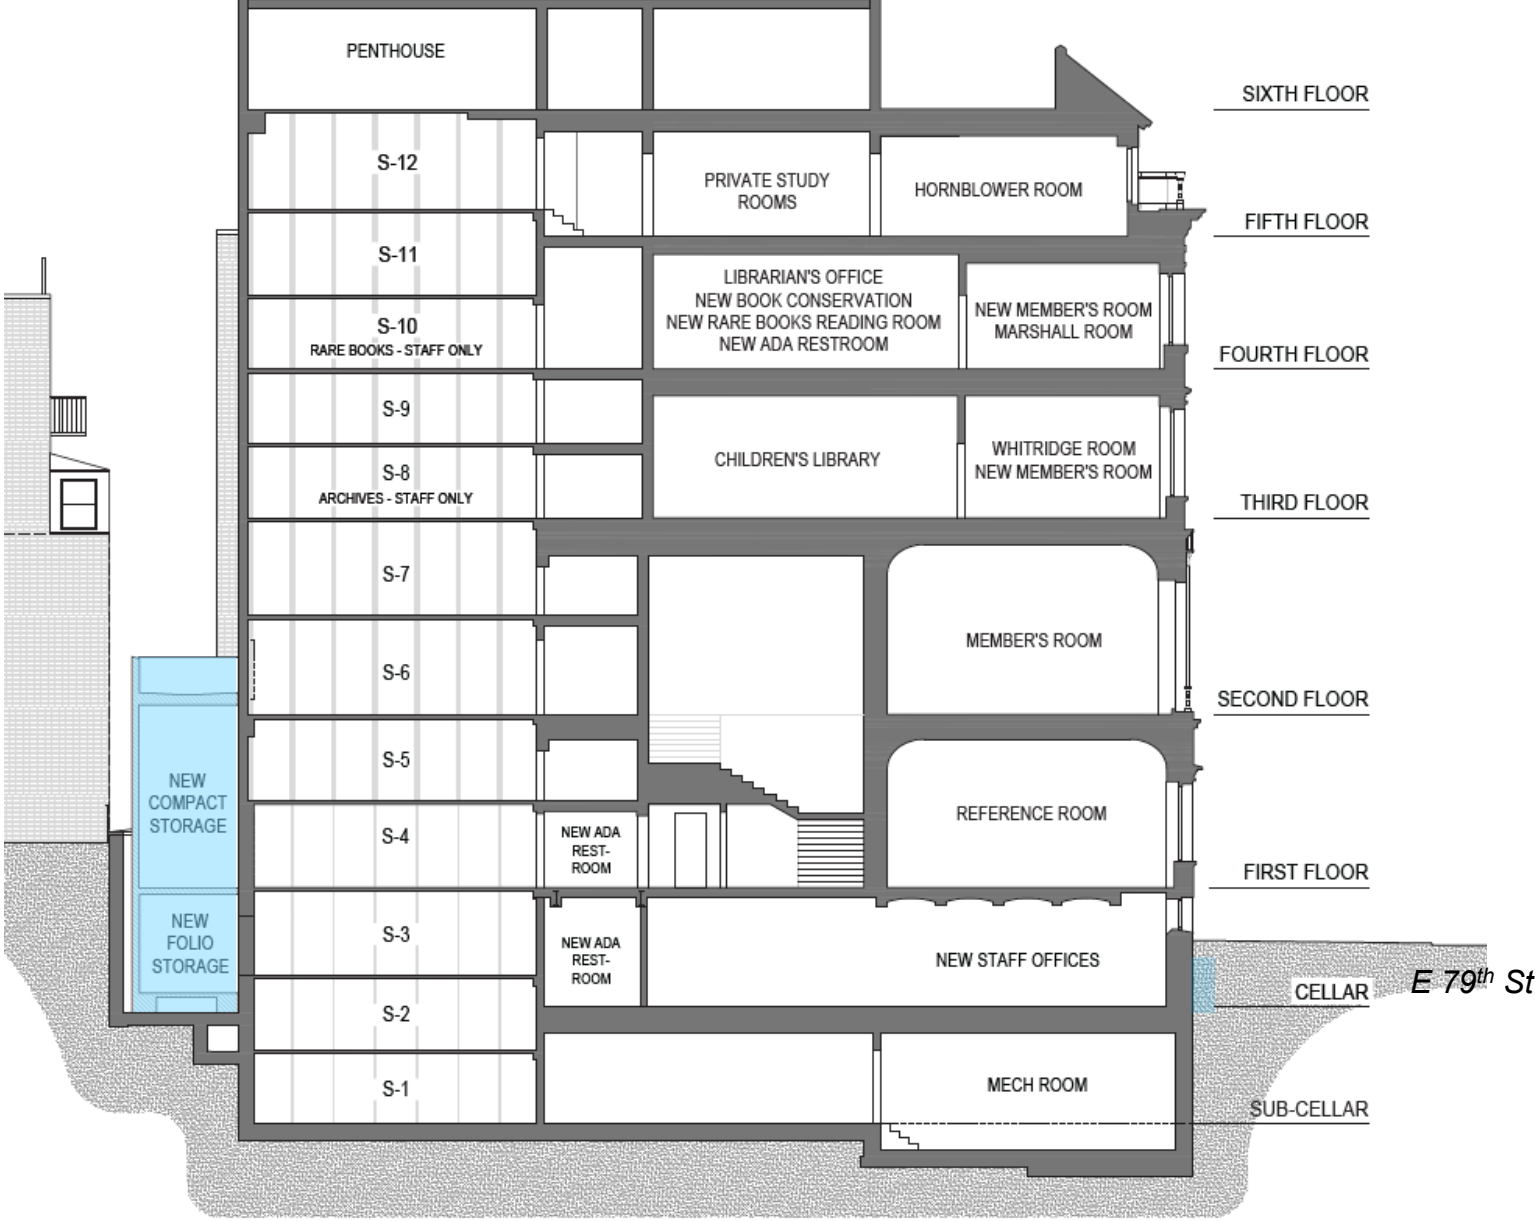 PENTHOUSE
SIXTH FLOOR
S-12
PRIVATE STUDY
ROOMS
HORNBLOWER ROOM
FIFTH FLOOR
S-11
S-10
RARE BOOKS - STAFF ONLY
LIBRARIAN'S OFFICE
NEW BOOK CONSERVATION
NEW RARE BOOKS READING ROOM
NEW ADA RESTROOM
NEW MEMBER'S ROOM
MARSHALL ROOM
FOURTH FLOOR
S-9
S-8
ARCHIVES - STAFF ONLY
CHILDREN'S LIBRARY
WHITRIDGE ROOM
NEW MEMBER'S ROOM
THIRD FLOOR
S-7
S-6
MEMBER'S ROOM
SECOND FLOOR
NEW
COMPACT
STORAGE
S-5
S-4
NEW ADA
REST-
ROOM
REFERENCE ROOM
FIRST FLOOR
NEW
FOLIO
STORAGE
S-3
NEW ADA
REST-
ROOM
NEW STAFF OFFICES
CELLAR
E 79th St
S-2
S-1
MECH ROOM
SUB-CELLAR